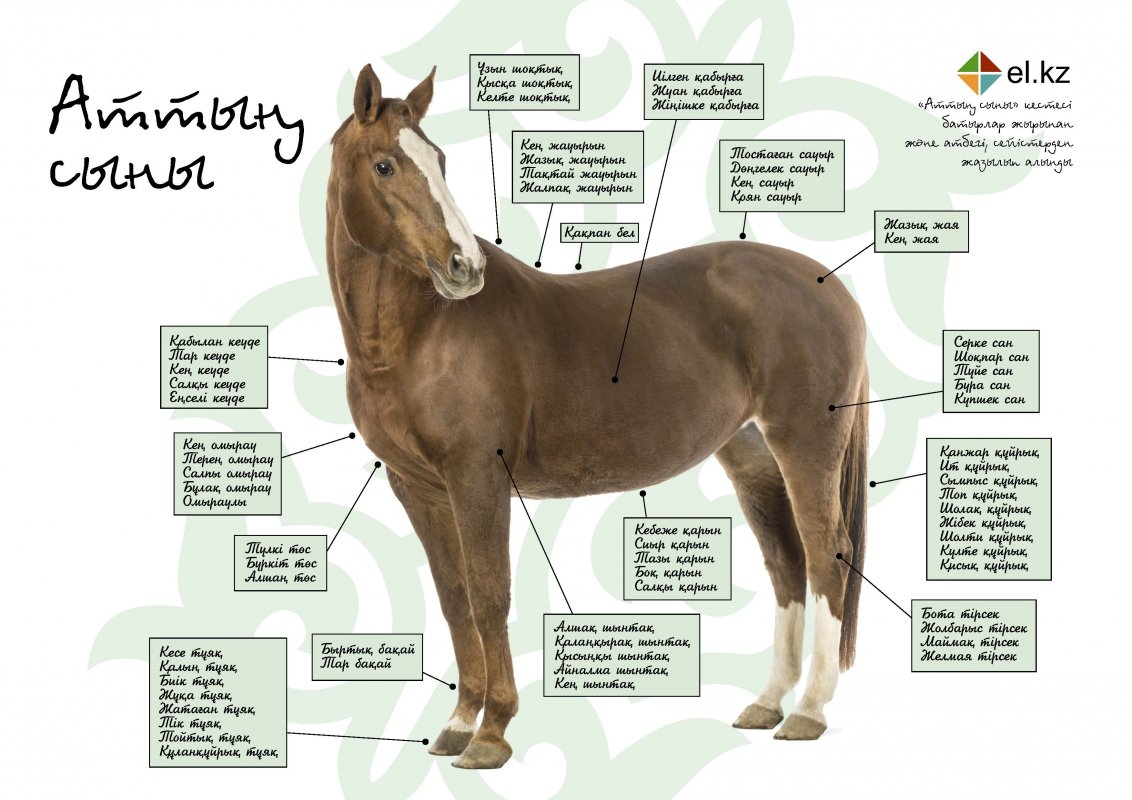 Аттың
сыны
el.kz
«Аттың сыны» кестесі
батырлар жырынан
және атбегі, сейістерден
жазылып алынды
Ұзын шоқтық
Қысқа шоқтық
Келте шоқтық
Иілген қабырға
Жуан қабырға
Жіңішке қабырға
Кең жауырын
Жазық жауырын
Тақтай жауырын
Жалпақ жауырын
Тостаған сауыр
Дөңгелек сауыр
Кең сауыр
Қоян сауыр
Қақпан бел
Жазық жая
Кең жая
Қабылан кеуде
Тар кеуде
Кең кеуде
Салқы кеуде
Еңселі кеуде
Серке сан
Шоқпар сан
Түйе сан
Бура сан
Күпшек сан
Кең омырау
Терең омырау
Салпы омырау
Бұлақ омырау
Омыраулы
Қанжар құйрық
Ит құйрық
Сымпыс құйрық
Топ құйрық
Шолақ құйрық
Жібек құйрық
Шолти құйрық
Күлте құйрық
Қисық құйрық
Түлкі төс
Бүркіт төс
Алшаң төс
Кебеже қарын
Сиыр қарын
Тазы қарын
Боқ қарын
Салқы қарын
Бота тірсек
Жолбарыс тірсек
Маймақ тірсек
Желмая тірсек
Алшақ шынтақ
Қалаңқырақ шынтақ
Қысыңқы шынтақ
Айналма шынтақ
Кең шынтақ
Быртық бақай
Тар бақай
Кесе тұяқ
Қалың тұяқ
Биік тұяқ
Жұқа тұяқ
Жатаған тұяқ
Тік тұяқ
Тойтық тұяқ
Құланқұйрық тұяқ